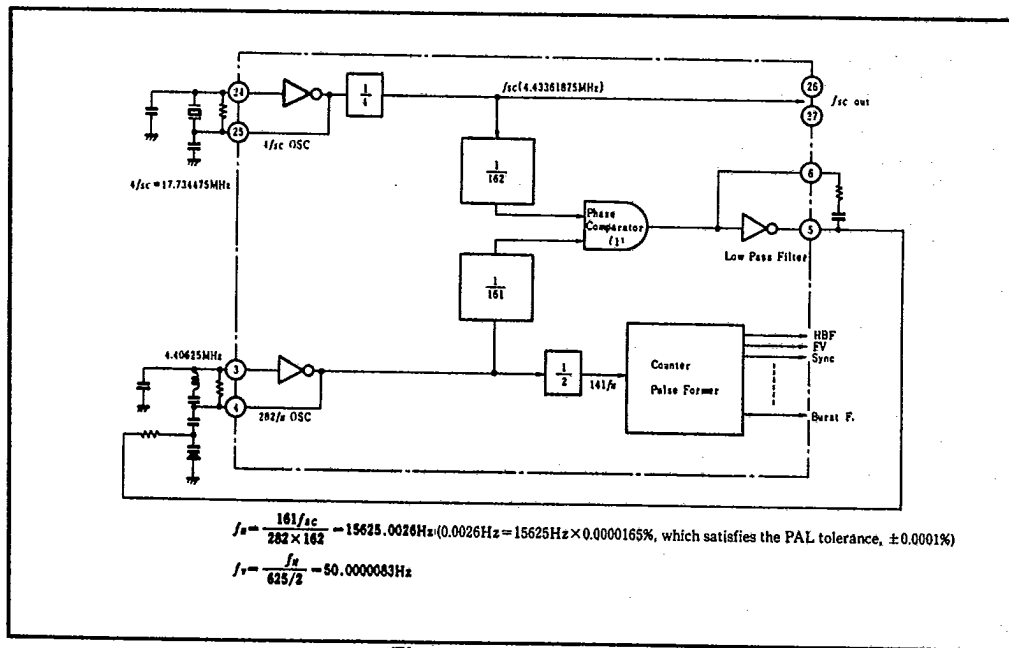 24
25
1
4
fsc(4.43361875MHz)
26
27
fsc out
4fsc OSC
4fsc=17.734475MHz
1
162
6
Phase
Comparator
5
Low Pass Filter
1
161
4.40625MHz
3
4
282fH OSC
1
2
141fH
Counter
Pulse Former
HBF
FV
Sync
Burst F.
fH = 161fsc / 282×162 = 15625.0026Hz (0.0026Hz=15625Hz×0.0000165%, which satisfies the PAL tolerance, ±0.0001%)
fV = fH / 625/2 = 50.0000083Hz